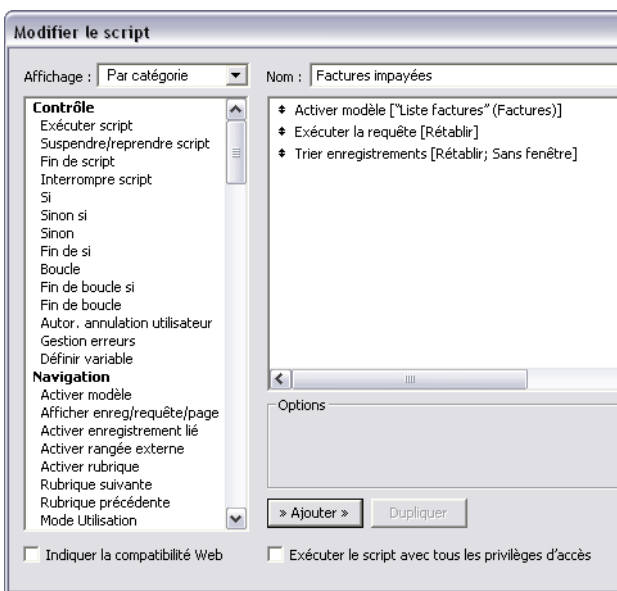 Modifier le script
Affichage : Par catégorie
Nom : Factures impayées
Contrôle
Exécuter script
Suspendre/reprendre script
Fin de script
Interrompre script
Si
Sinon si
Sinon
Fin de si
Boucle
Fin de boucle si
Fin de boucle
Autor. annulation utilisateur
Gestion erreurs
Définir variable
Navigation
Activer modèle
Afficher enreg/requête/page
Activer enregistrement lié
Activer rangée externe
Activer rubrique
Rubrique suivante
Rubrique précédente
Mode Utilisation
Activer modèle ["Liste factures" (Factures)]
Exécuter la requête [Rétablir]
Trier enregistrements [Rétablir; Sans fenêtre]
Options
» Ajouter »
Dupliquer
Indiquer la compatibilité Web
Exécuter le script avec tous les privilèges d'accès